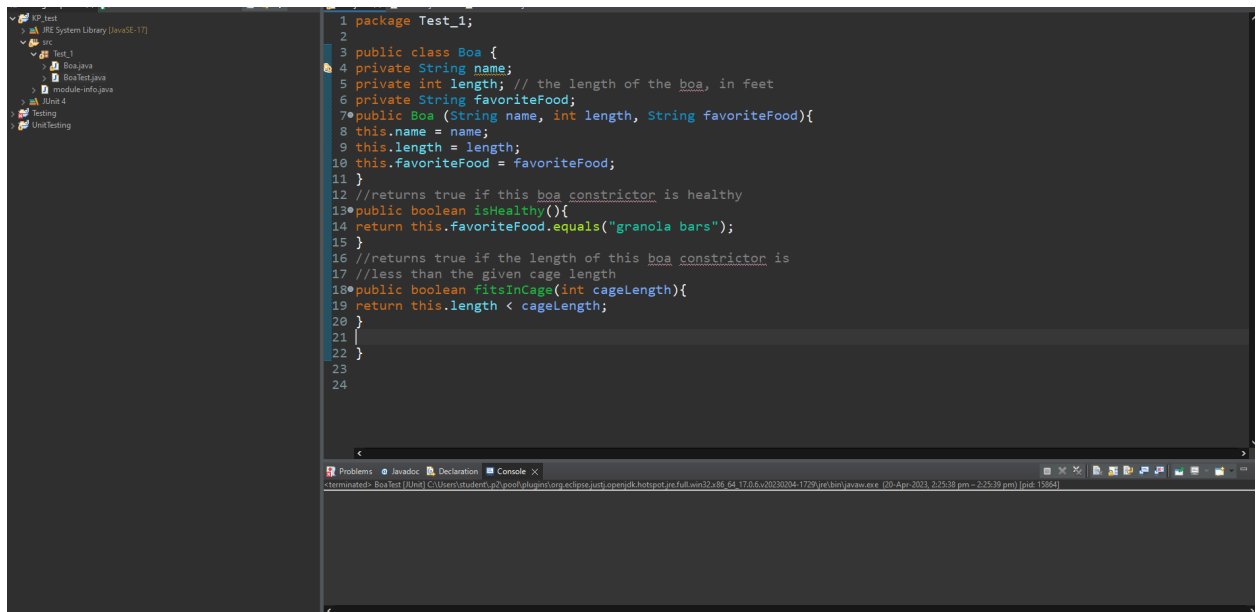 KP_test
JRE System Library [JavaSE-17]
src
Test_1
Boa.java
BoaTest.java
module-info.java
JUnit 4
Testing
UnitTesting
1 package Test_1;
2
3 public class Boa {
4 private String name;
5 private int length; // the length of the boa, in feet
6 private String favoriteFood;
7 public Boa (String name, int length, String favoriteFood){
8 this.name = name;
9 this.length = length;
10 this.favoriteFood = favoriteFood;
11 }
12 //returns true if this boa constrictor is healthy
13 public boolean isHealthy(){
14 return this.favoriteFood.equals("granola bars");
15 }
16 //returns true if the length of this boa constrictor is
17 //less than the given cage length
18 public boolean fitsInCage(int cageLength){
19 return this.length < cageLength;
20 }
21
22 }
23
24
Problems Javadoc Declaration Console
<terminated> BoaTest [JUnit] C:\Users\student\.p2\pool\plugins\org.eclipse.justj.openjdk.hotspot.jre.full.win32.x86_64_17.0.6.v20230204-1729\jre\bin\javaw.exe (20-Apr-2023, 2:25:38 pm – 2:25:39 pm) [pid: 15864]